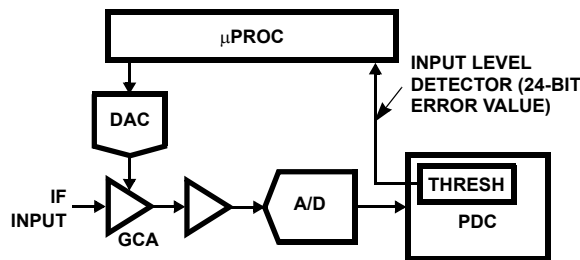 μPROC
INPUT LEVEL
DETECTOR (24-BIT
ERROR VALUE)
DAC
THRESH
IF
INPUT
A/D
PDC
GCA